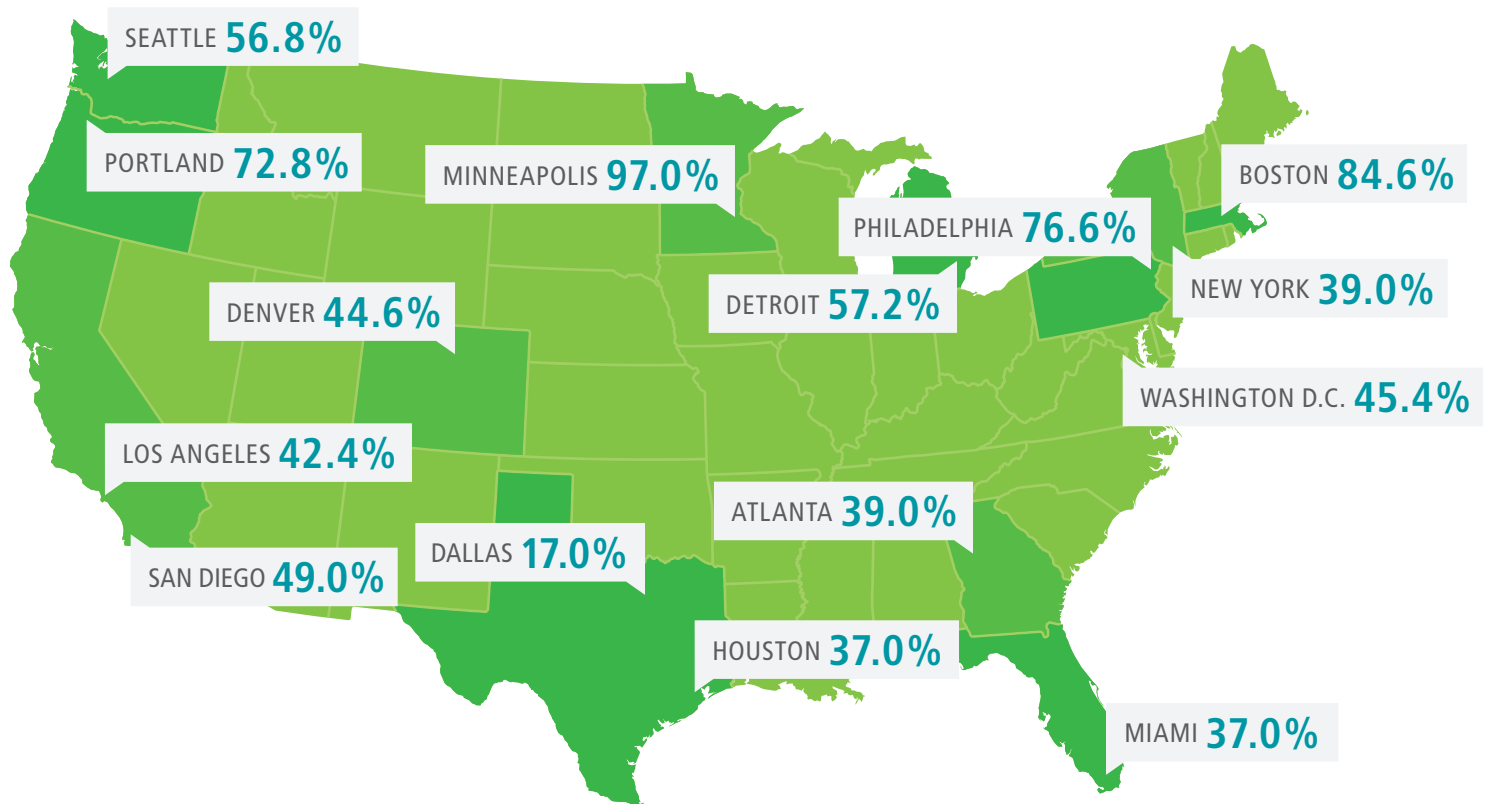 SEATTLE 56.8%
PORTLAND 72.8%
MINNEAPOLIS 97.0%
BOSTON 84.6%
PHILADELPHIA 76.6%
DETROIT 57.2%
NEW YORK 39.0%
DENVER 44.6%
WASHINGTON D.C. 45.4%
LOS ANGELES 42.4%
ATLANTA 39.0%
DALLAS 17.0%
SAN DIEGO 49.0%
HOUSTON 37.0%
MIAMI 37.0%